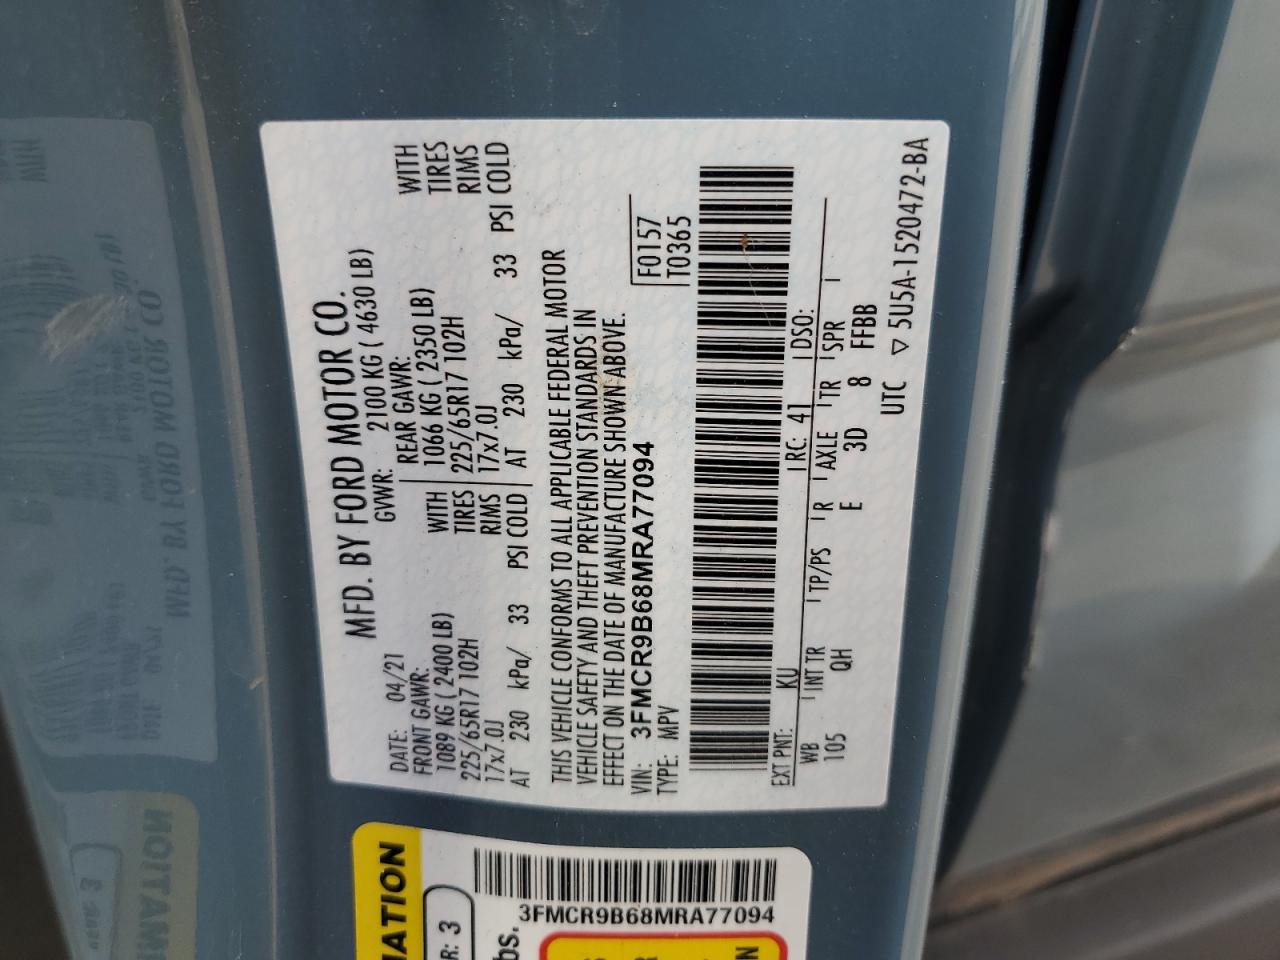 MFD. BY FORD MOTOR CO.
DATE: 04/21 GVWR: 2100 KG ( 4630 LB)
FRONT GAWR: REAR GAWR:
1089 KG ( 2400 LB) WITH 1066 KG ( 2350 LB) WITH
225/65R17 102H TIRES 225/65R17 102H TIRES
17x7.0J RIMS 17x7.0J RIMS
AT 230 kPa/ 33 PSI COLD AT 230 kPa/ 33 PSI COLD
THIS VEHICLE CONFORMS TO ALL APPLICABLE FEDERAL MOTOR
VEHICLE SAFETY AND THEFT PREVENTION STANDARDS IN
EFFECT ON THE DATE OF MANUFACTURE SHOWN ABOVE.
VIN: 3FMCR9B68MRA77094 F0157
TYPE: MPV T0365
EXT PNT: KU RC: 41 DSO:
WB INT TR TP/PS R AXLE TR SPR
105 QH E 3D 8 FFBB
UTC ▽ 5U5A-1520472-BA
MATION
R: 3
3FMCR9B68MRA77094
bs.